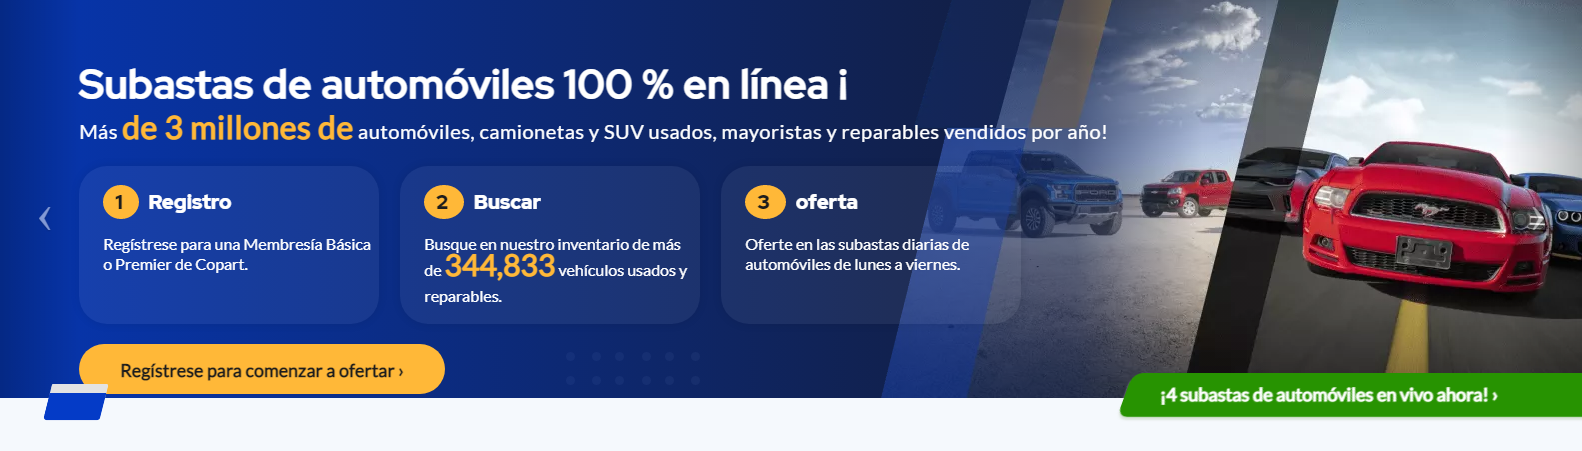 Subastas de automóviles 100 % en línea ¡
Más de 3 millones de automóviles, camionetas y SUV usados, mayoristas y reparables vendidos por año!
1 Registro
Regístrese para una Membresía Básica
o Premier de Copart.
2 Buscar
Busque en nuestro inventario de más
de 344,833 vehículos usados y
reparables.
3 oferta
Oferte en las subastas diarias de
automóviles de lunes a viernes.
FORD
Regístrese para comenzar a ofertar ›
¡4 subastas de automóviles en vivo ahora! ›